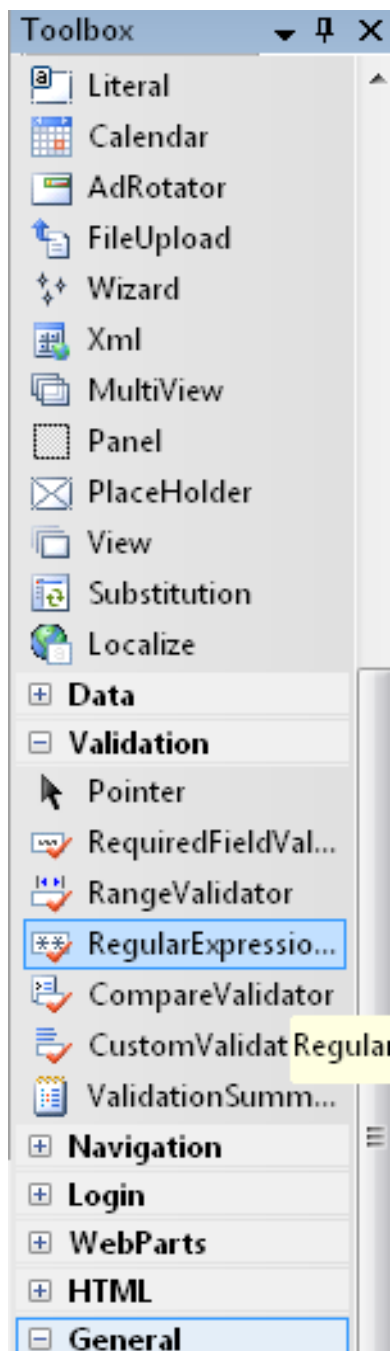 Toolbox
Literal
Calendar
AdRotator
FileUpload
Wizard
Xml
MultiView
Panel
PlaceHolder
View
Substitution
Localize
Data
Validation
Pointer
RequiredFieldVal...
RangeValidator
RegularExpressio...
CompareValidator
CustomValidat Regular
ValidationSumm...
Navigation
Login
WebParts
HTML
General